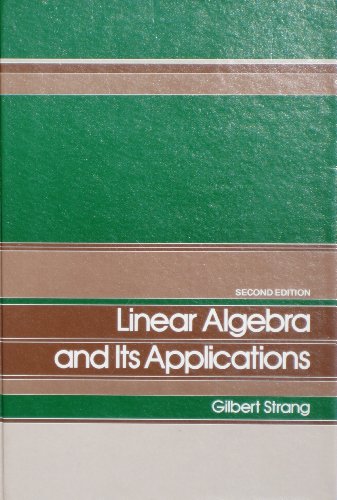 SECOND EDITION
Linear Algebra
and Its Applications
Gilbert Strang